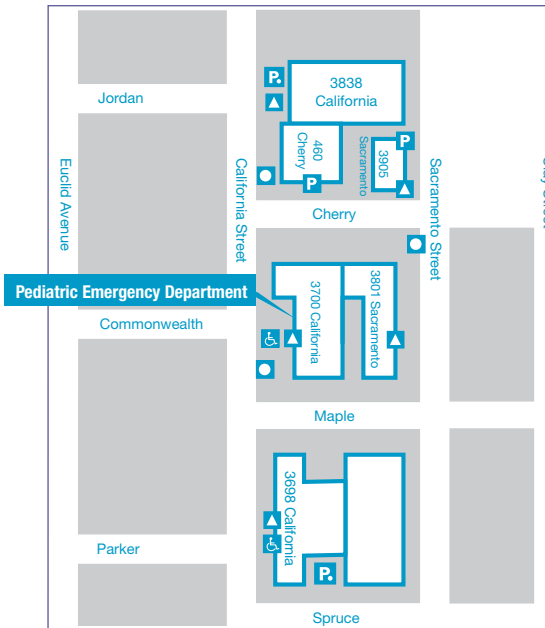 P.
3838
California
Jordan
460
Cherry
3905
Sacramento
P
P
Euclid Avenue
California Street
Sacramento Street
Cherry
Pediatric Emergency Department
3700 California
3801 Sacramento
Commonwealth
Maple
3698 California
Parker
P.
Spruce